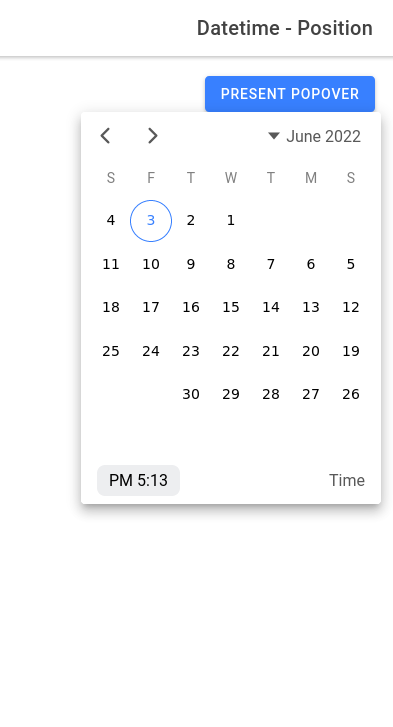 Datetime - Position
PRESENT POPOVER
June 2022
S F T W T M S
4 3 2 1
11 10 9 8 7 6 5
18 17 16 15 14 13 12
25 24 23 22 21 20 19
30 29 28 27 26
PM 5:13 Time